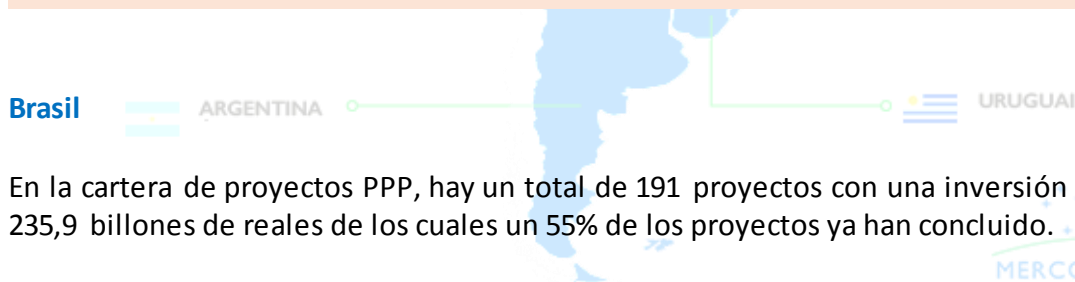 Brasil
ARGENTINA
URUGUAI
En la cartera de proyectos PPP, hay un total de 191 proyectos con una inversión
235,9 billones de reales de los cuales un 55% de los proyectos ya han concluido.
MERCO